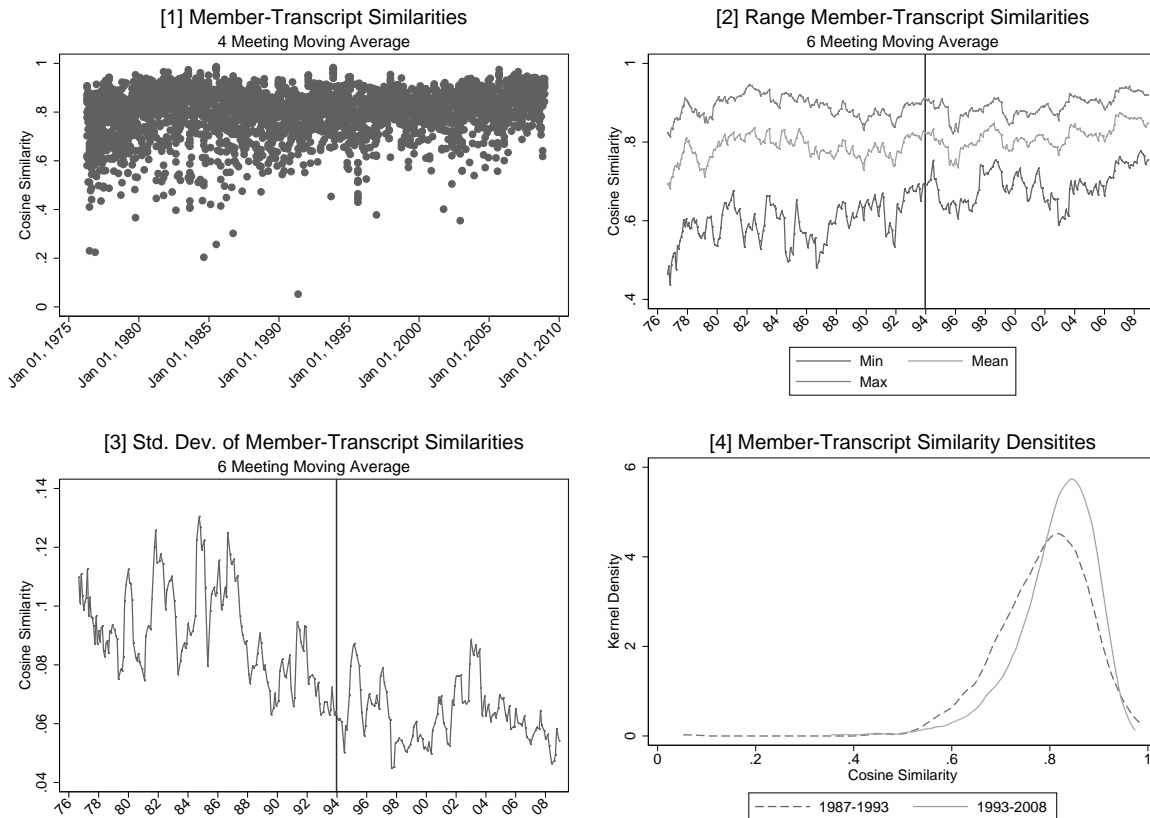 [1] Member-Transcript Similarities
4 Meeting Moving Average
Cosine Similarity
1
.8
.6
.4
.2
0
Jan 01, 1975
Jan 01, 1980
Jan 01, 1985
Jan 01, 1990
Jan 01, 1995
Jan 01, 2000
Jan 01, 2005
Jan 01, 2010
[2] Range Member-Transcript Similarities
6 Meeting Moving Average
Cosine Similarity
1
.8
.6
.4
76 78 80 82 84 86 88 90 92 94 96 98 00 02 04 06 08
Min Mean
Max
[3] Std. Dev. of Member-Transcript Similarities
6 Meeting Moving Average
Cosine Similarity
.14
.12
.1
.08
.06
.04
76 78 80 82 84 86 88 90 92 94 96 98 00 02 04 06 08
[4] Member-Transcript Similarity Densitites
Kernel Density
6
4
2
0
0 .2 .4 .6 .8 1
Cosine Similarity
1987-1993 1993-2008